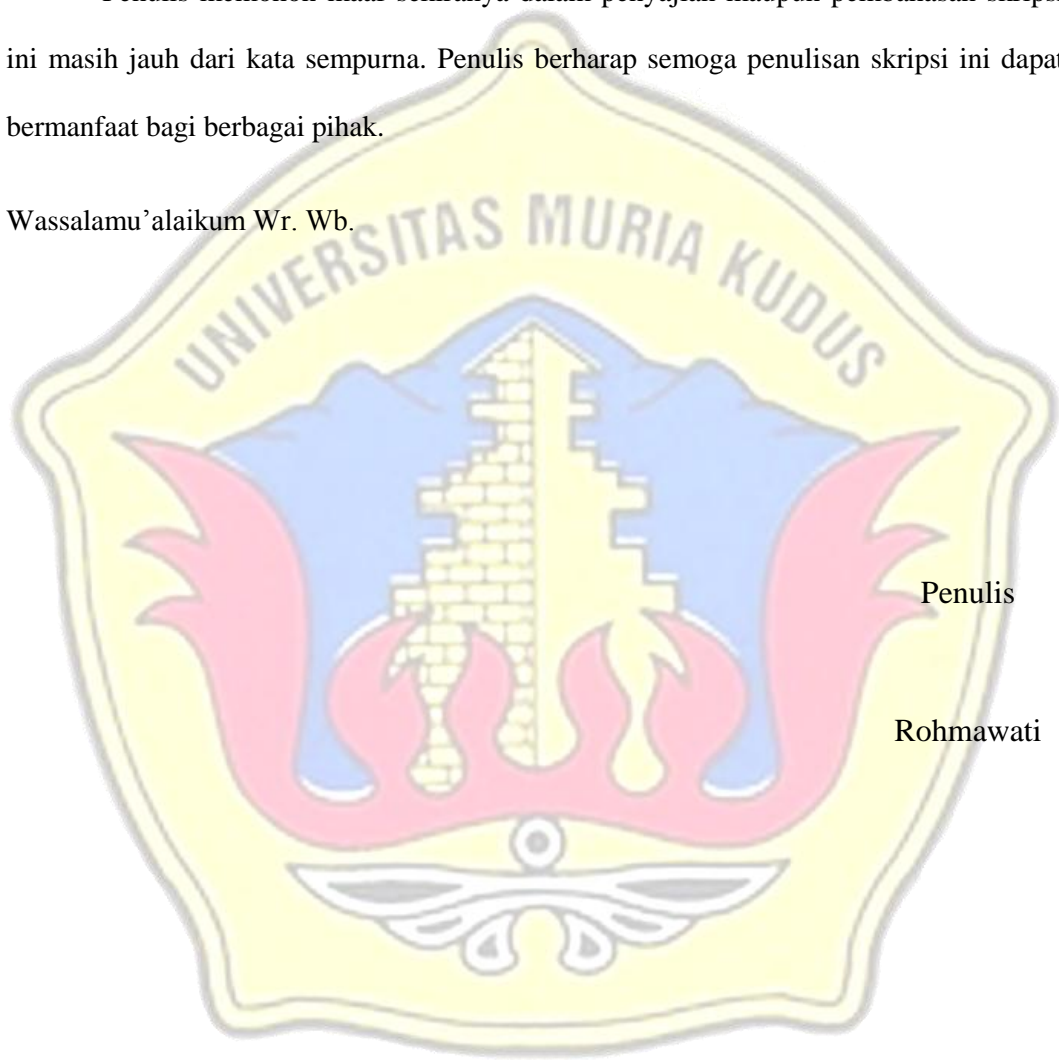 ini masih jauh dari kata sempurna. Penulis berharap semoga penulisan skripsi ini dapat
bermanfaat bagi berbagai pihak.
Wassalamu’alaikum Wr. Wb.
UNIVERSITAS MURIA KUDUS
Penulis
Rohmawati